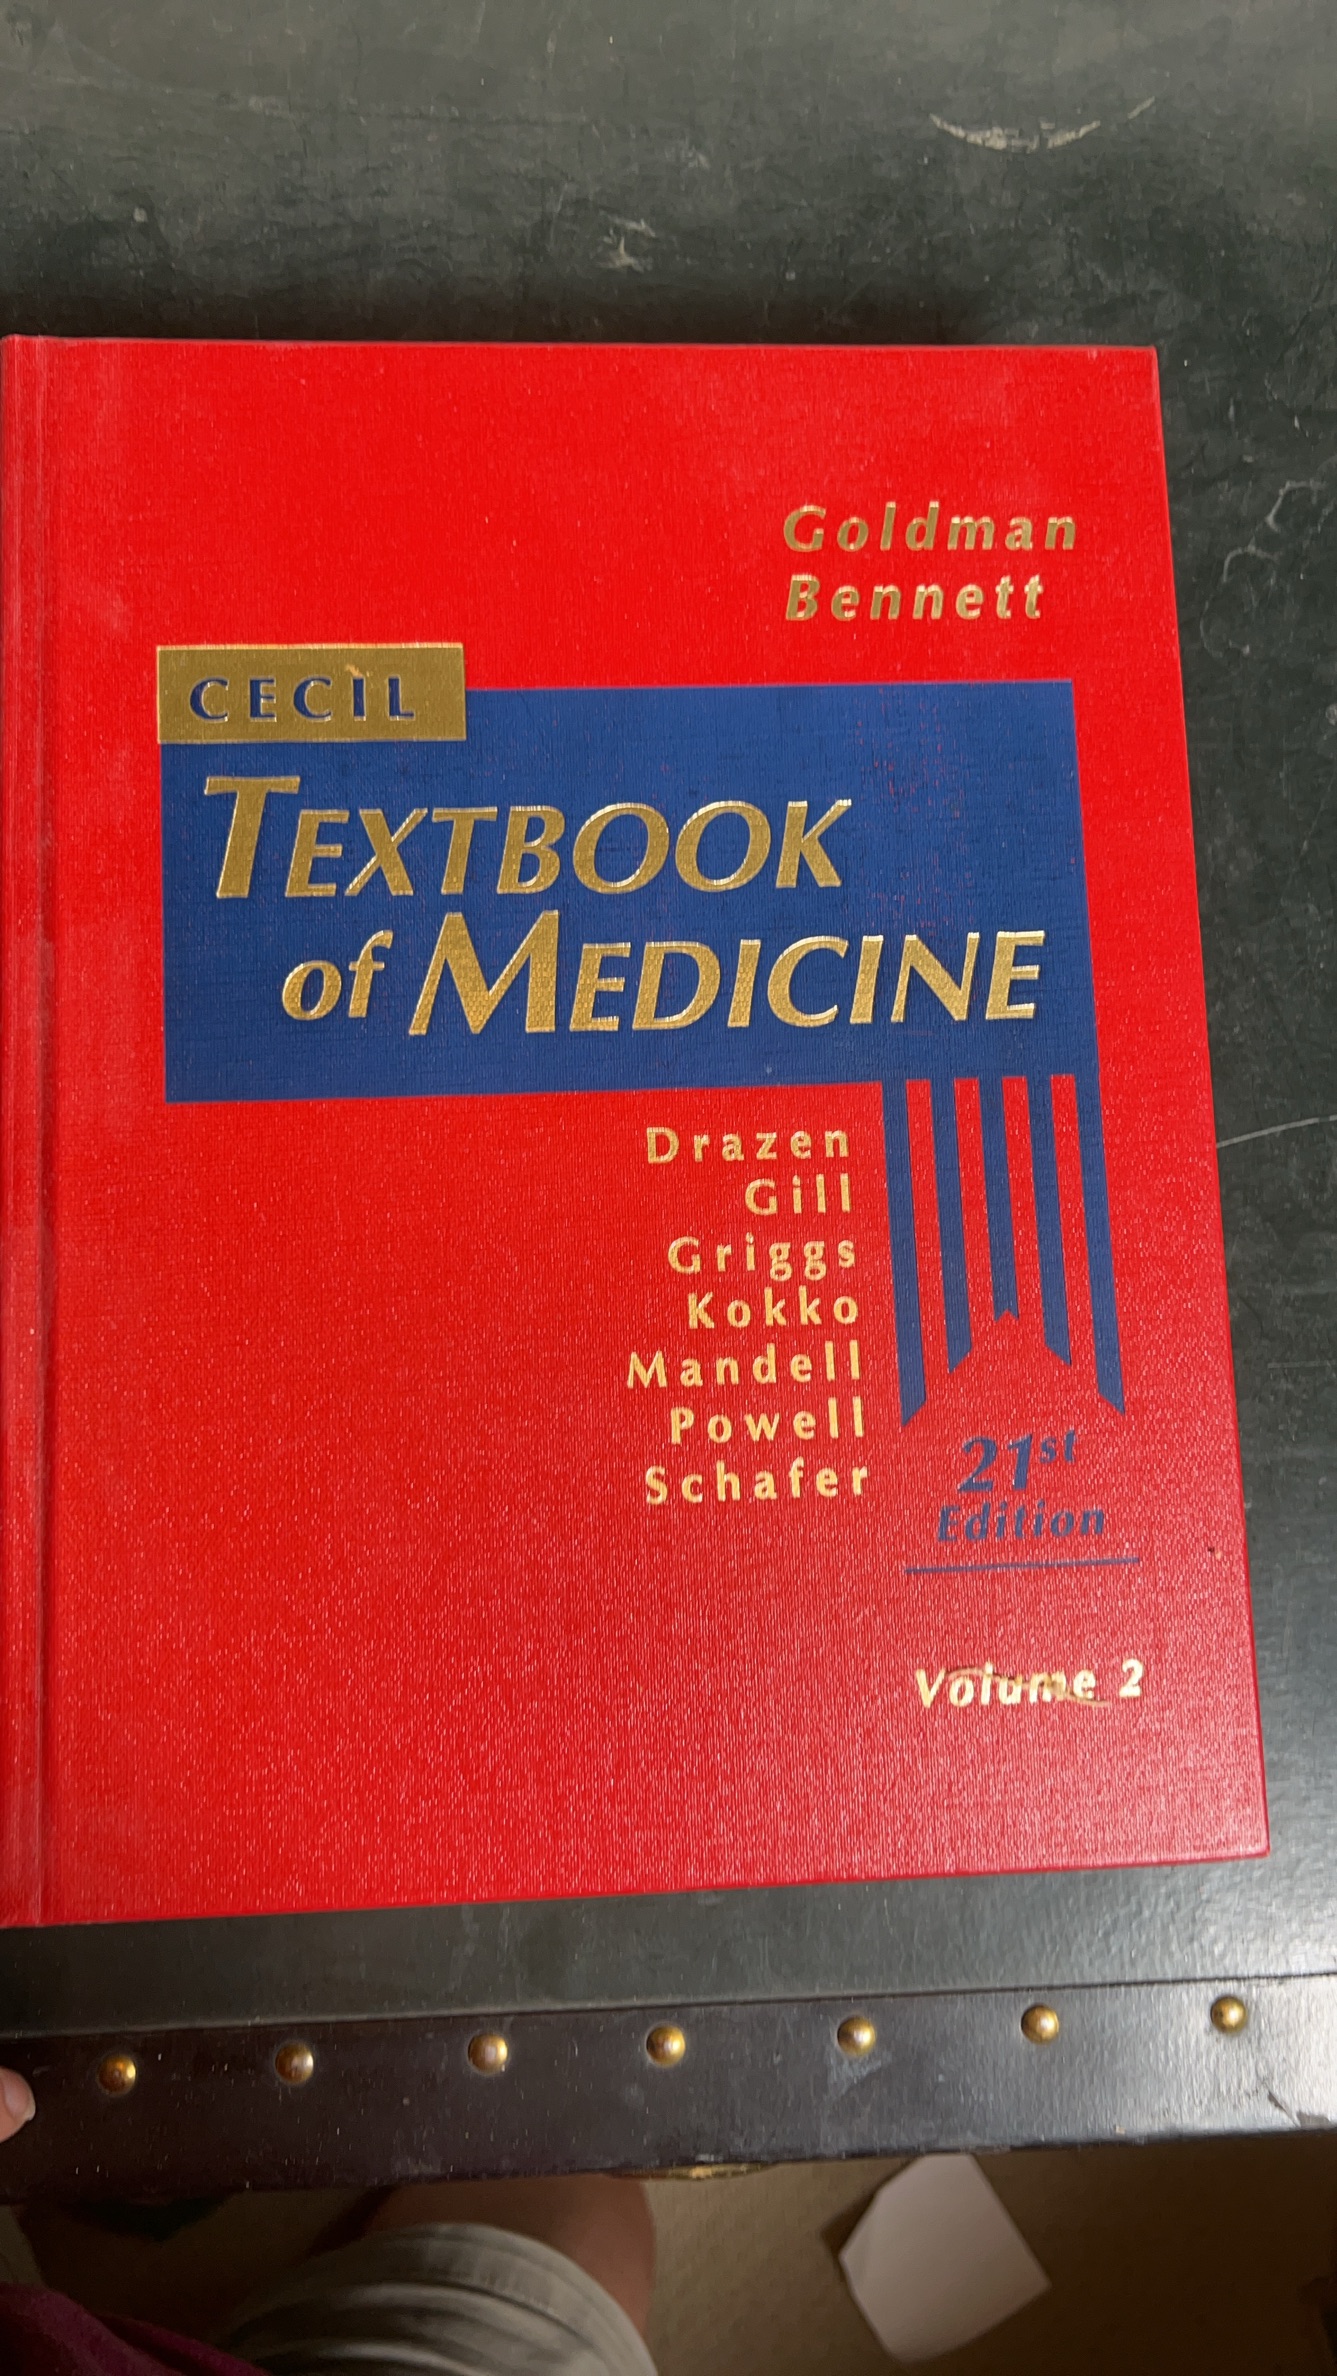 Goldman
Bennett
CECIL
TEXTBOOK
of MEDICINE
Drazen
Gill
Griggs
Kokko
Mandell
Powell
Schafer
21st
Edition
Volume 2